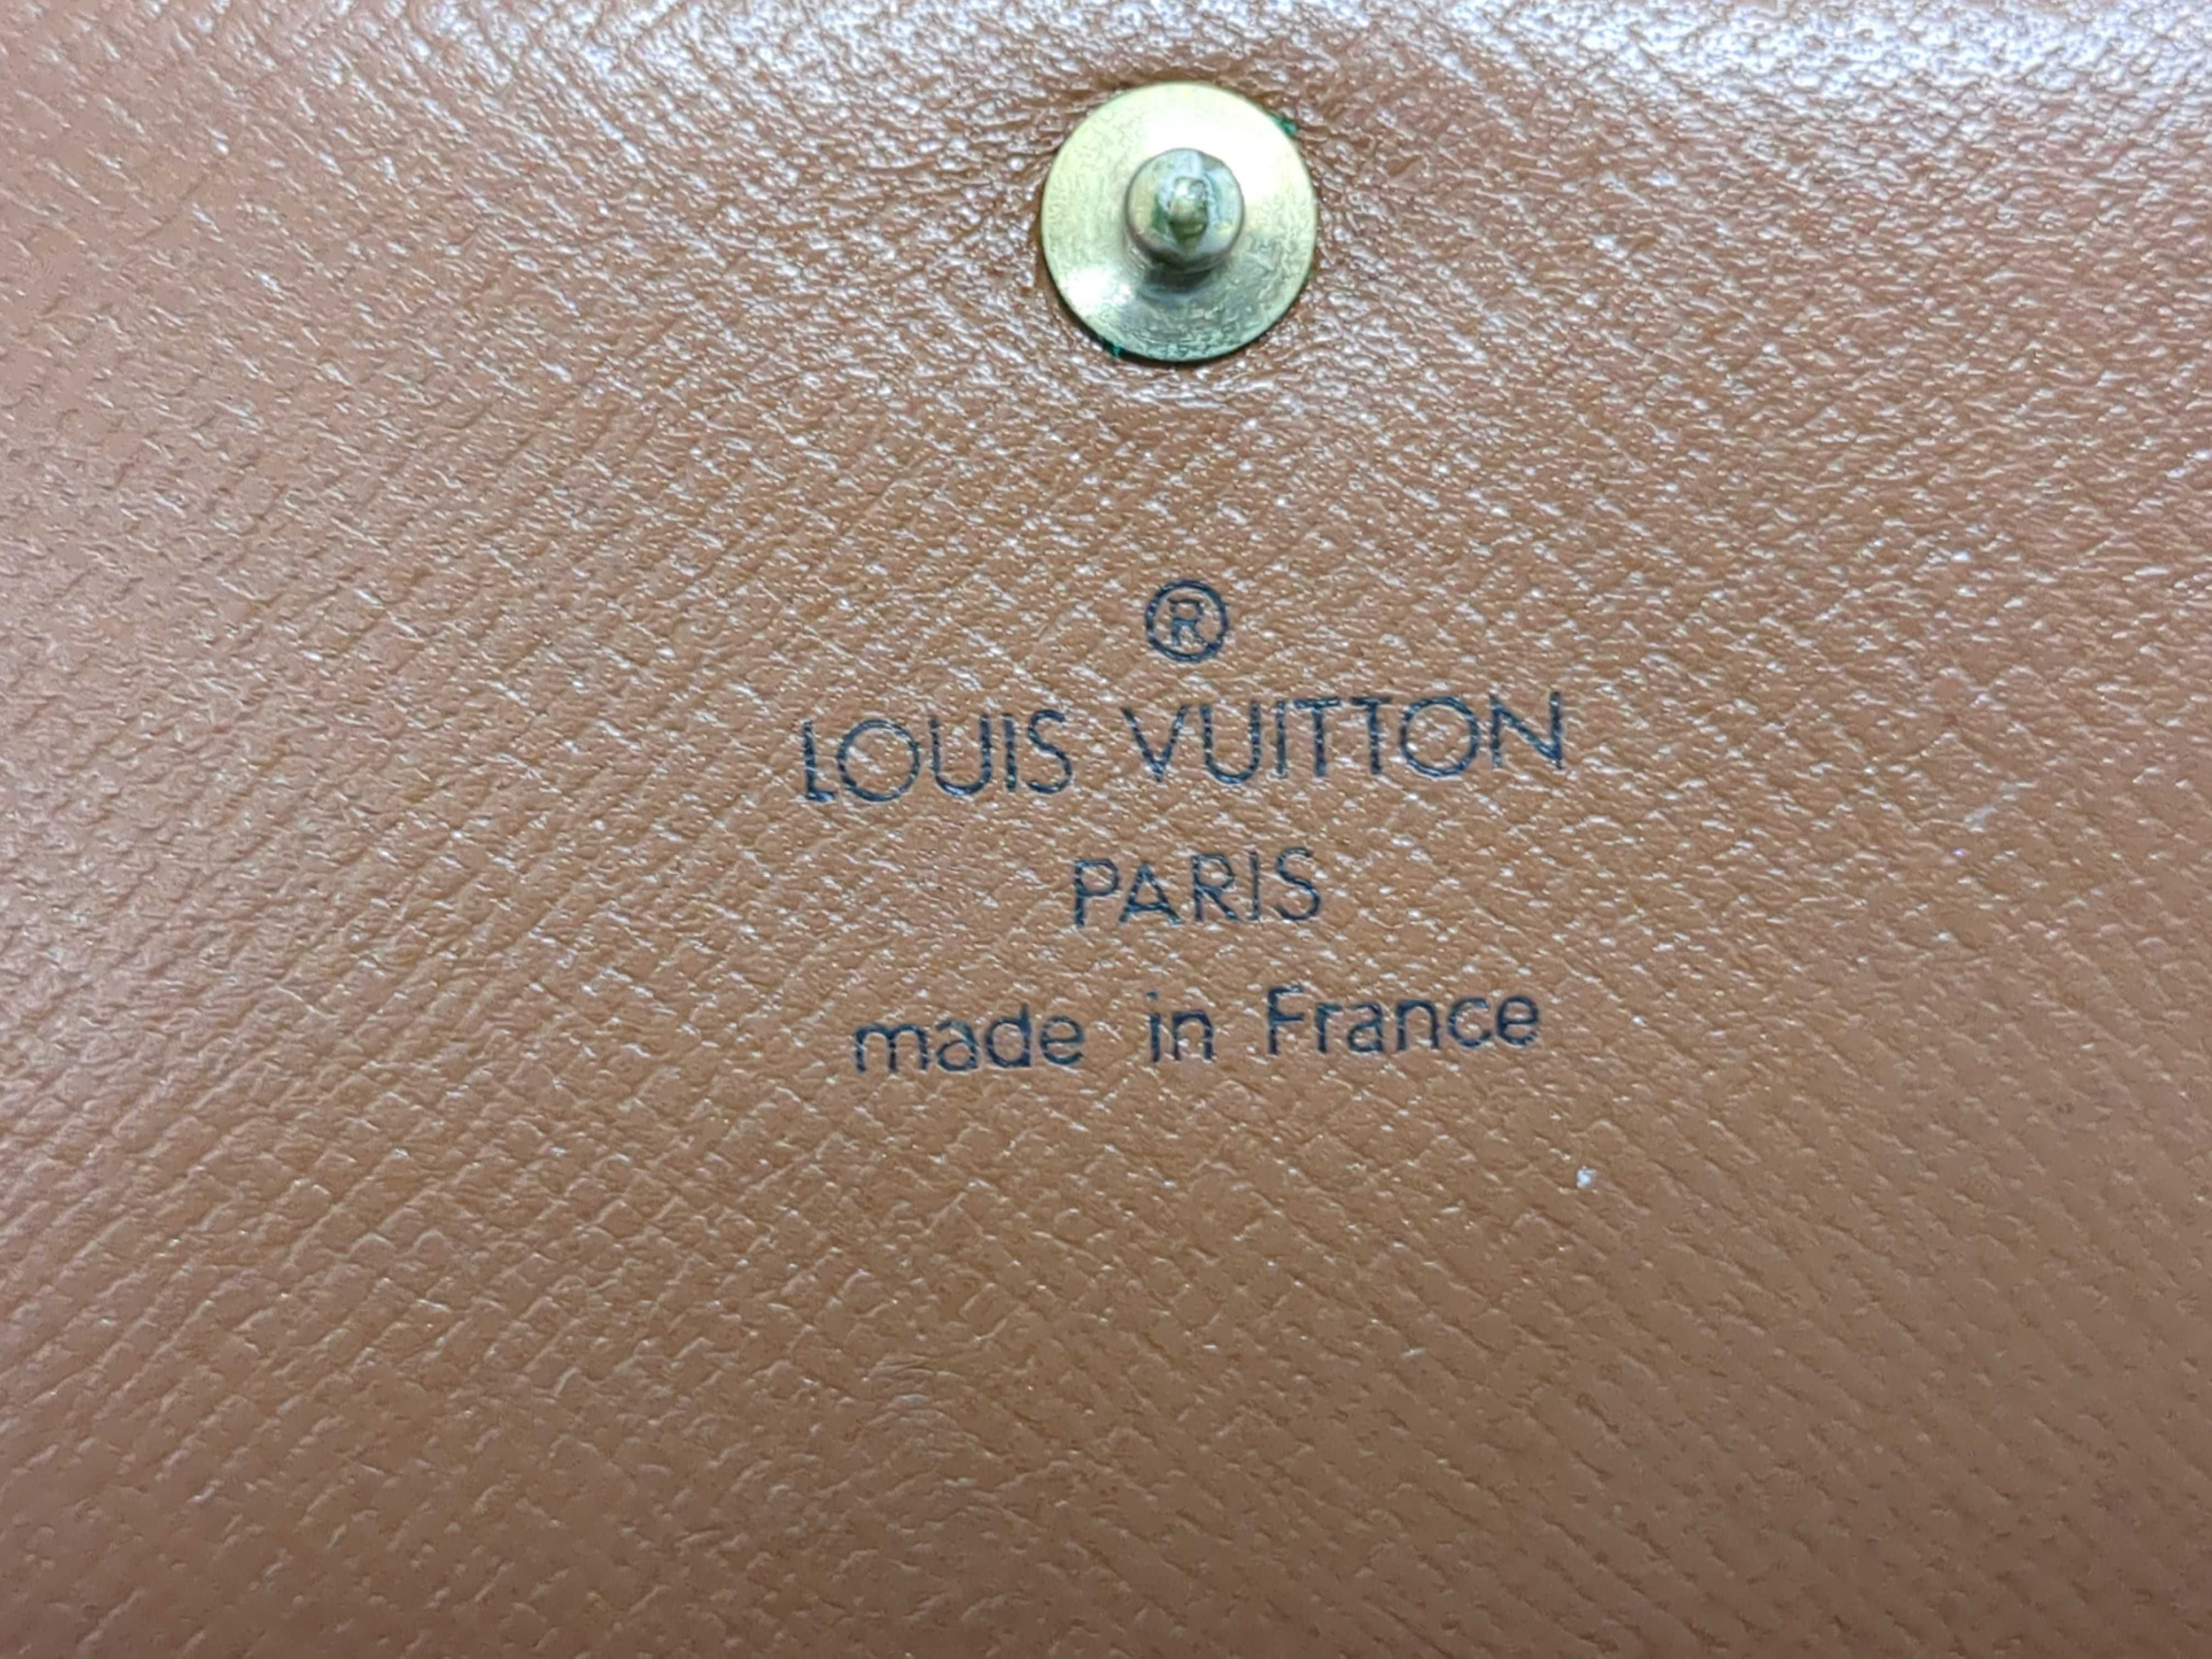 ®
LOUIS VUITTON
PARIS
made in France